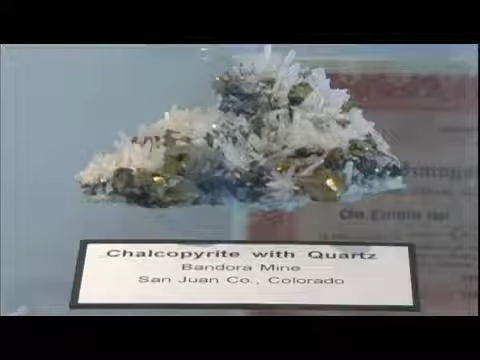 Chalcopyrite with Quartz
Bandora Mine
San Juan Co., Colorado